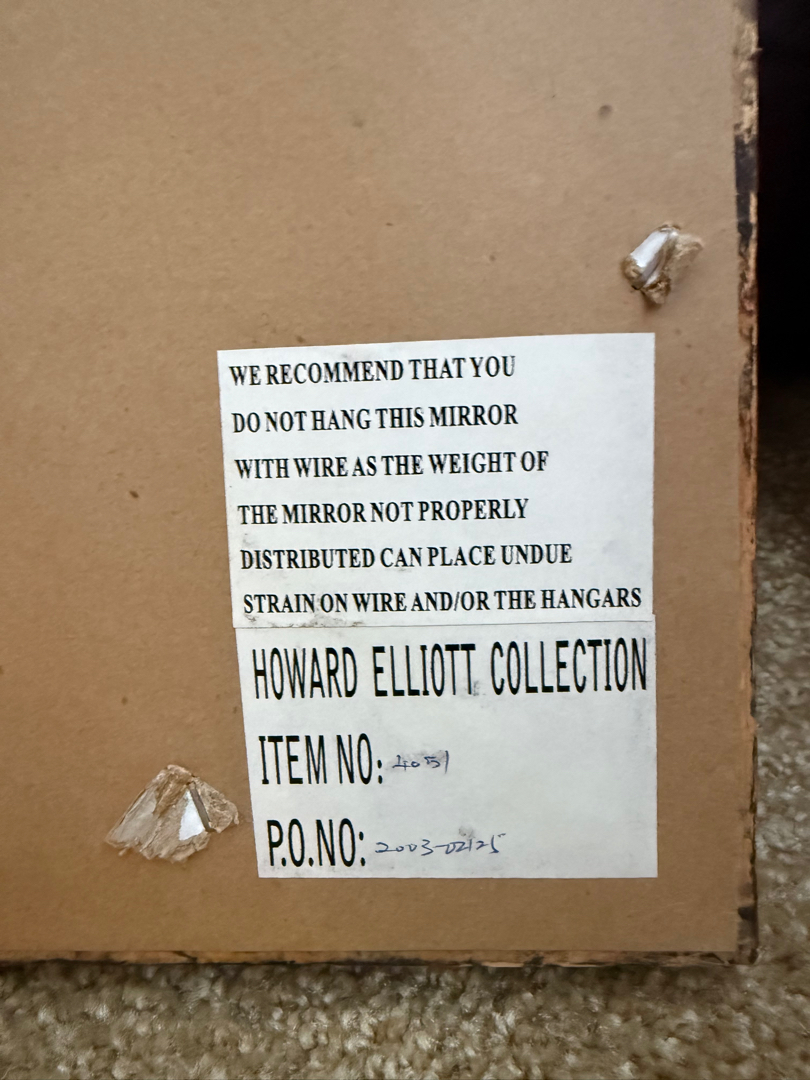 WE RECOMMEND THAT YOU
DO NOT HANG THIS MIRROR
WITH WIRE AS THE WEIGHT OF
THE MIRROR NOT PROPERLY
DISTRIBUTED CAN PLACE UNDUE
STRAIN ON WIRE AND/OR THE HANGARS
HOWARD ELLIOTT COLLECTION
ITEM NO: 4051
P.O.NO: 2003-02125